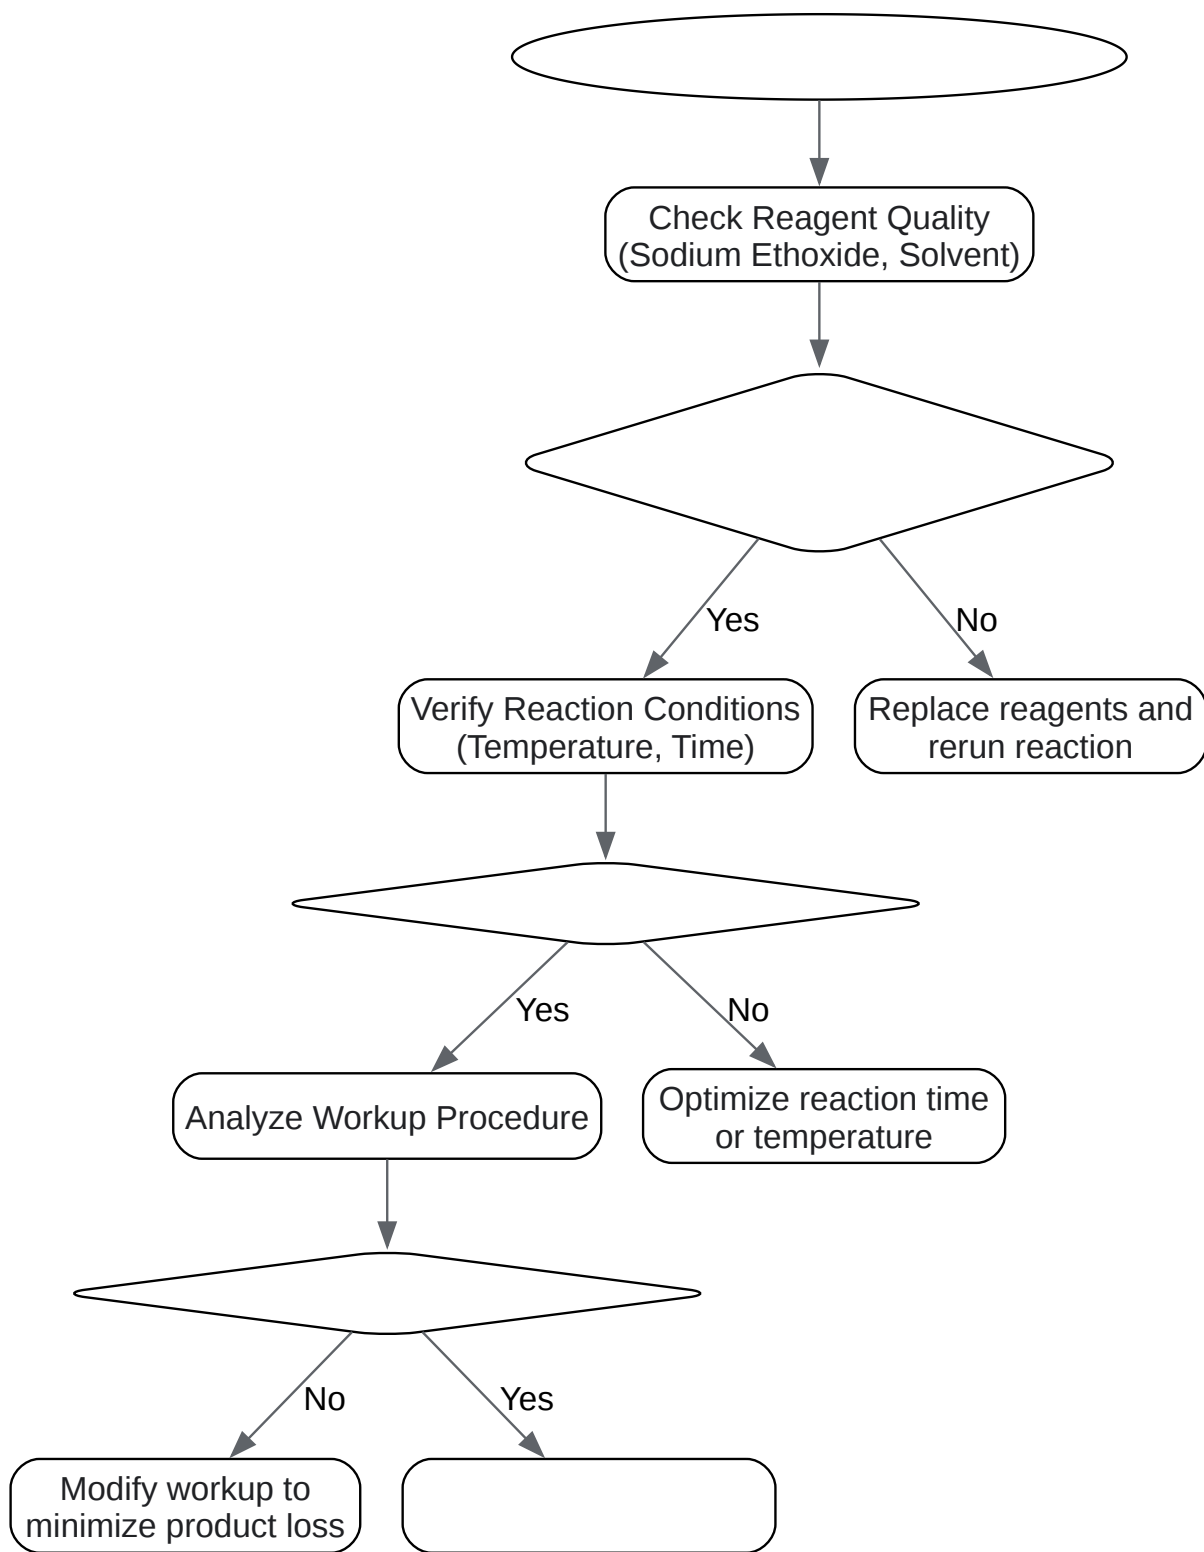 Check Reagent Quality
(Sodium Ethoxide, Solvent)
Yes
No
Verify Reaction Conditions
(Temperature, Time)
Replace reagents and
rerun reaction
Yes
No
Analyze Workup Procedure
Optimize reaction time
or temperature
No
Yes
Modify workup to
minimize product loss